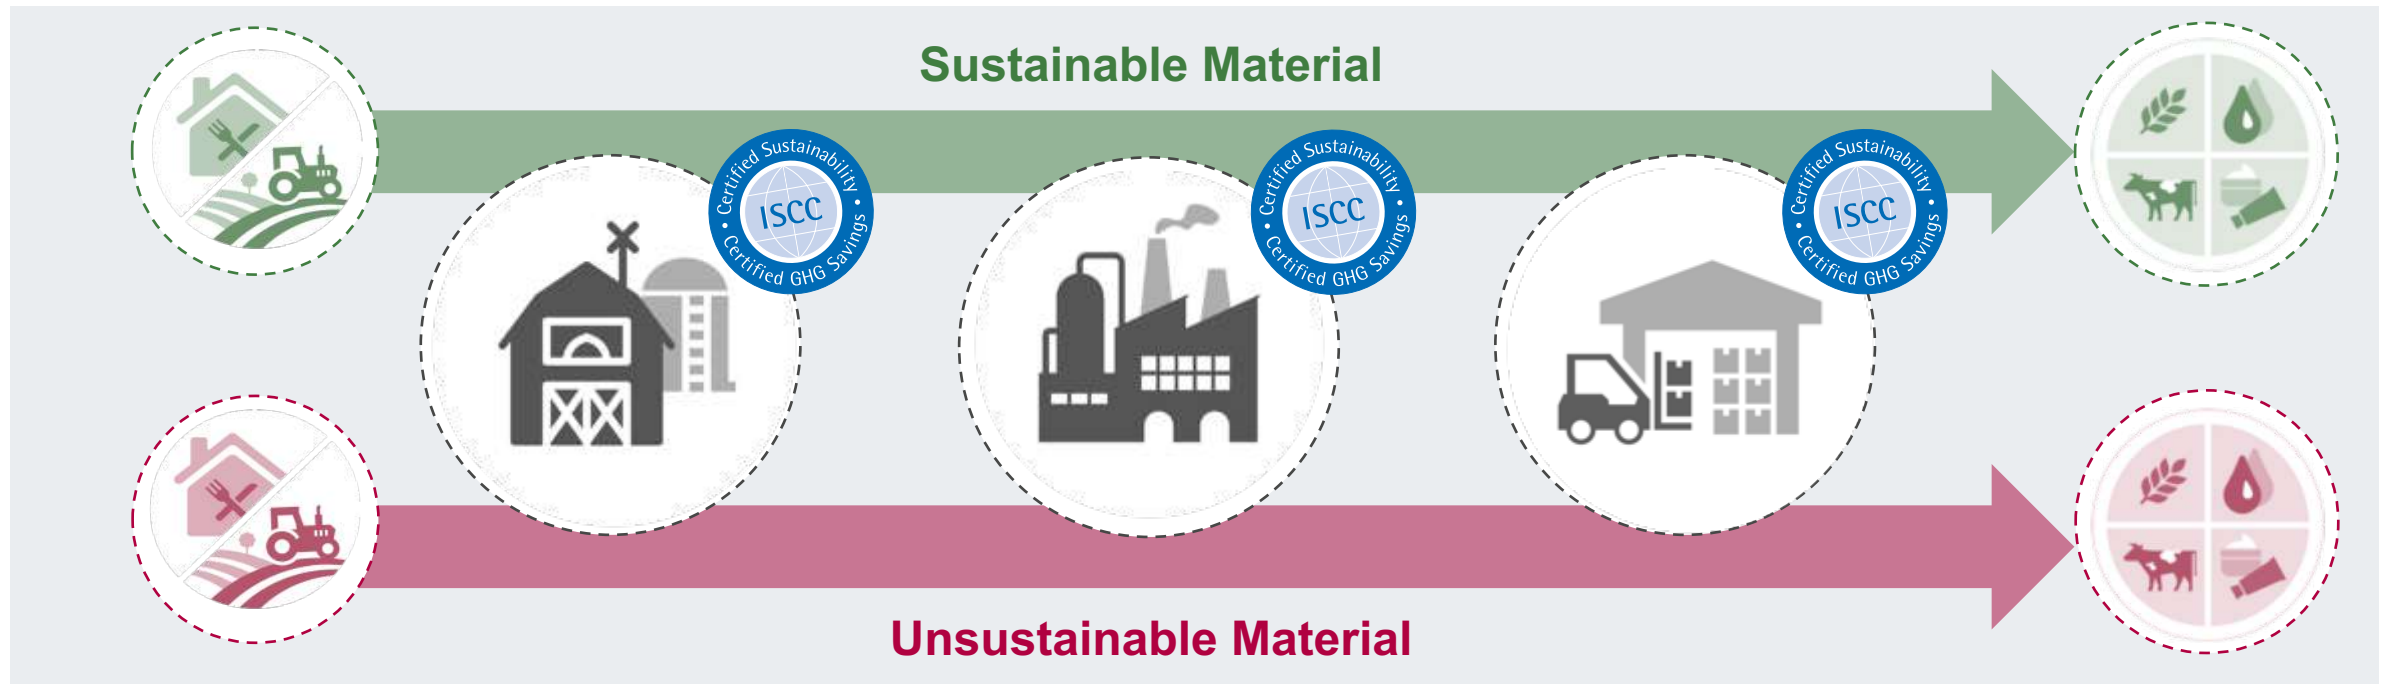 Sustainable Material
Certified Sustainability
ISCC
• Certified GHG Savings •
Certified Sustainability
ISCC
• Certified GHG Savings •
Certified Sustainability
ISCC
• Certified GHG Savings •
Unsustainable Material